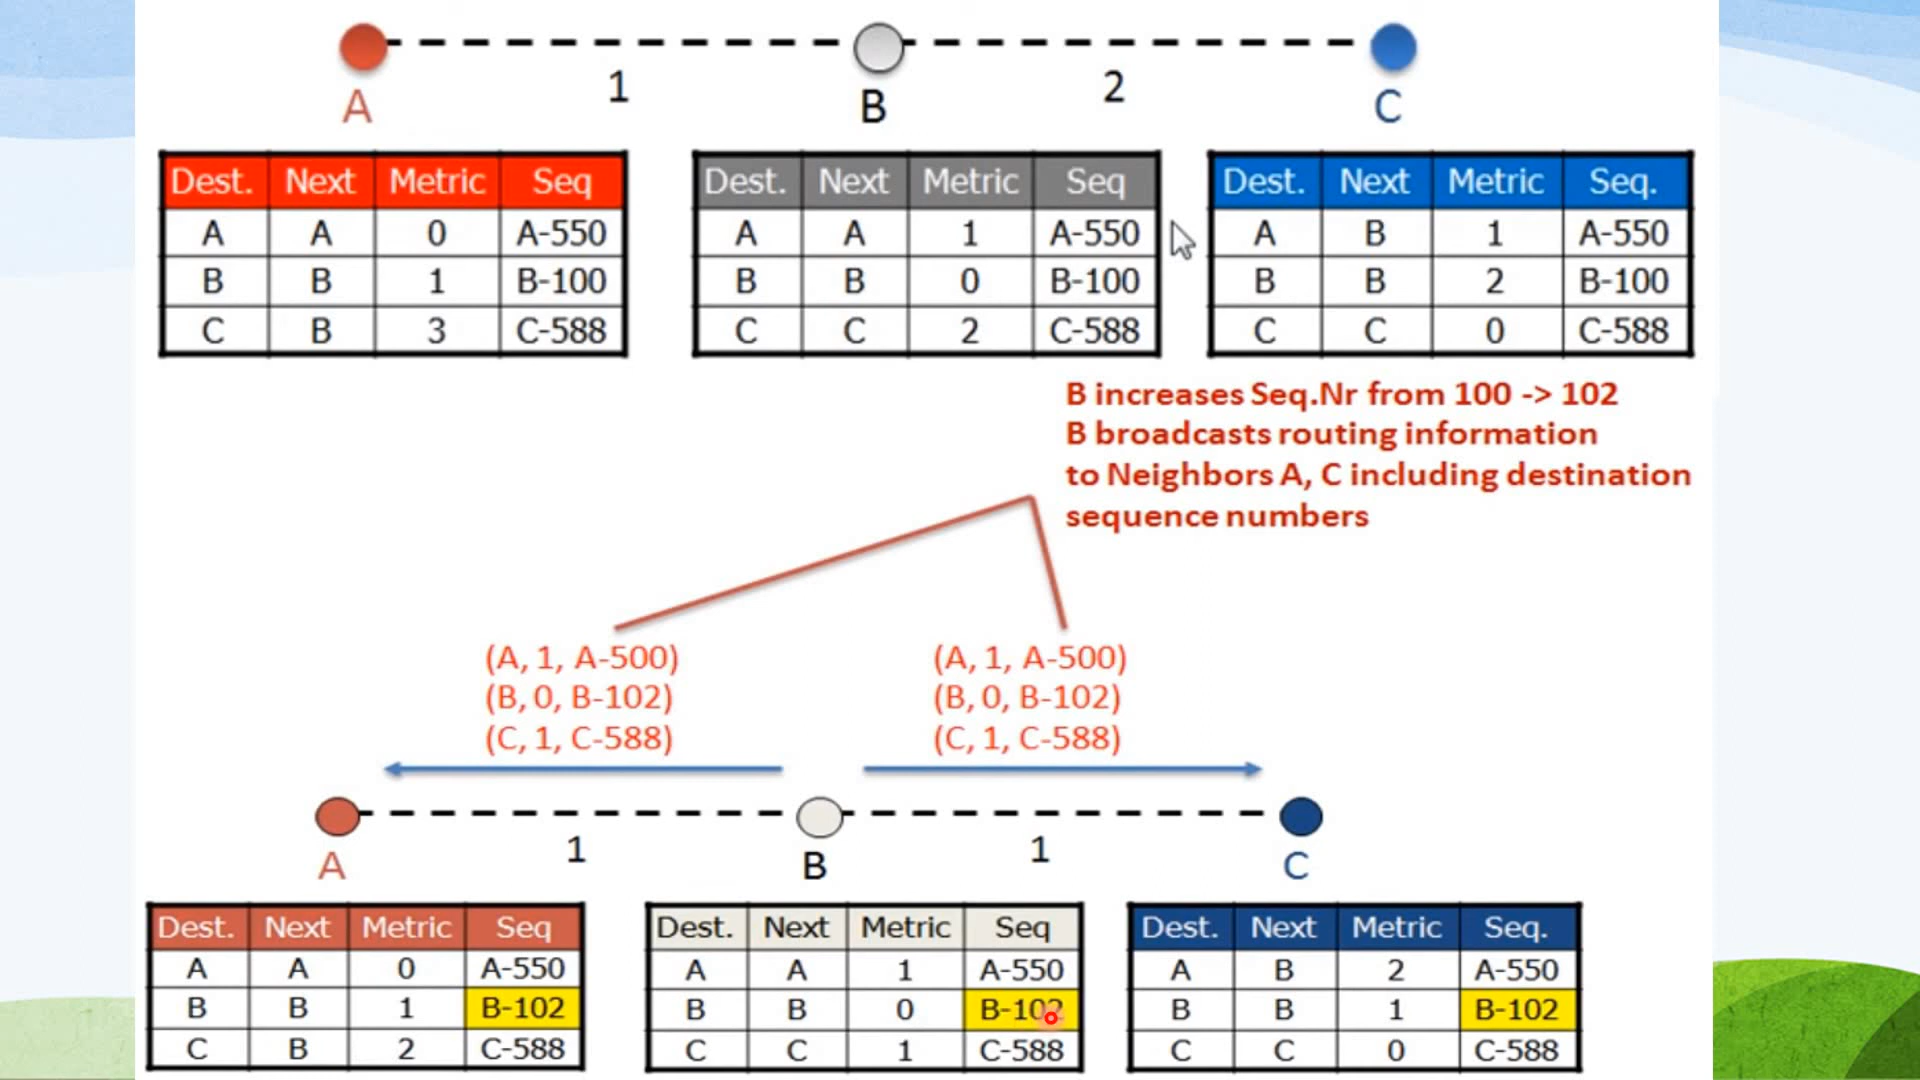 1 2
A B C
Dest. Next Metric Seq
A A 0 A-550
B B 1 B-100
C B 3 C-588
Dest. Next Metric Seq
A A 1 A-550
B B 0 B-100
C C 2 C-588
Dest. Next Metric Seq.
A B 1 A-550
B B 2 B-100
C C 0 C-588
B increases Seq.Nr from 100 -> 102
B broadcasts routing information
to Neighbors A, C including destination
sequence numbers
(A, 1, A-500)
(B, 0, B-102)
(C, 1, C-588)
(A, 1, A-500)
(B, 0, B-102)
(C, 1, C-588)
1 1
A B C
Dest. Next Metric Seq
A A 0 A-550
B B 1 B-102
C B 2 C-588
Dest. Next Metric Seq
A A 1 A-550
B B 0 B-102
C C 1 C-588
Dest. Next Metric Seq.
A B 2 A-550
B B 1 B-102
C C 0 C-588